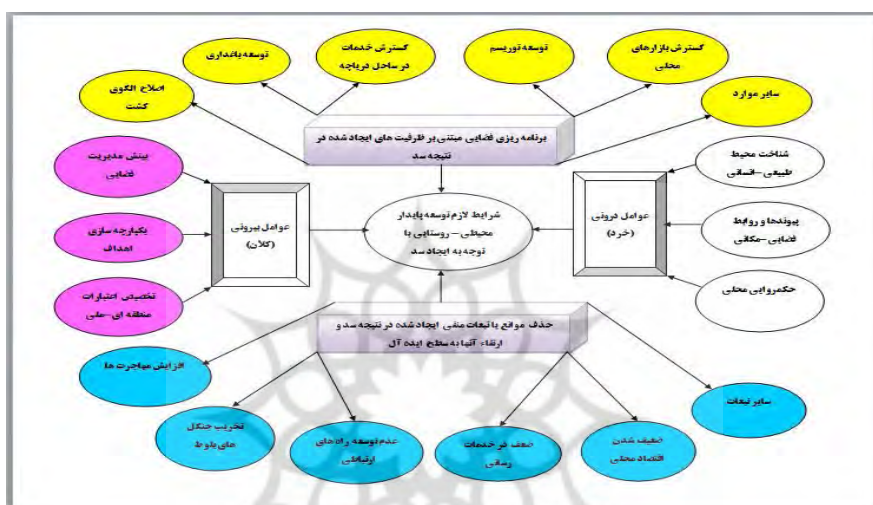 گسترش بازارهای
محلی
توسعه توریسم
گسترش خدمات
در ساحل دریاچه
توسعه باغداری
اصلاح الگوی
کشت
سایر موارد
برنامه ریزی فضایی مبتنی بر ظرفیت های ایجاد شده در
نتیجه سد
شناخت محیط
طبیعی-انسانی
پیوندها و روابط
فضایی-مکانی
حکمروایی محلی
عوامل درونی
(خرد)
شرایط لازم توسعه پایدار
محیطی - روستایی با
توجه به ایجاد سد
عوامل بیرونی
(کلان)
بینش مدیریت
فضایی
یکپارچه سازی
اهداف
تخصیص اعتبارات
منطقه ای-ملی
حذف موانع یا تبعات منفی ایجاد شده در نتیجه سد و
ارتقاء آنها به سطح ایده آل
سایر تبعات
ضعیف شدن
اقتصاد محلی
ضعف در خدمات
رسانی
عدم توسعه راه های
ارتباطی
تخریب جنگل
های بلوط
افزایش مهاجرت ها